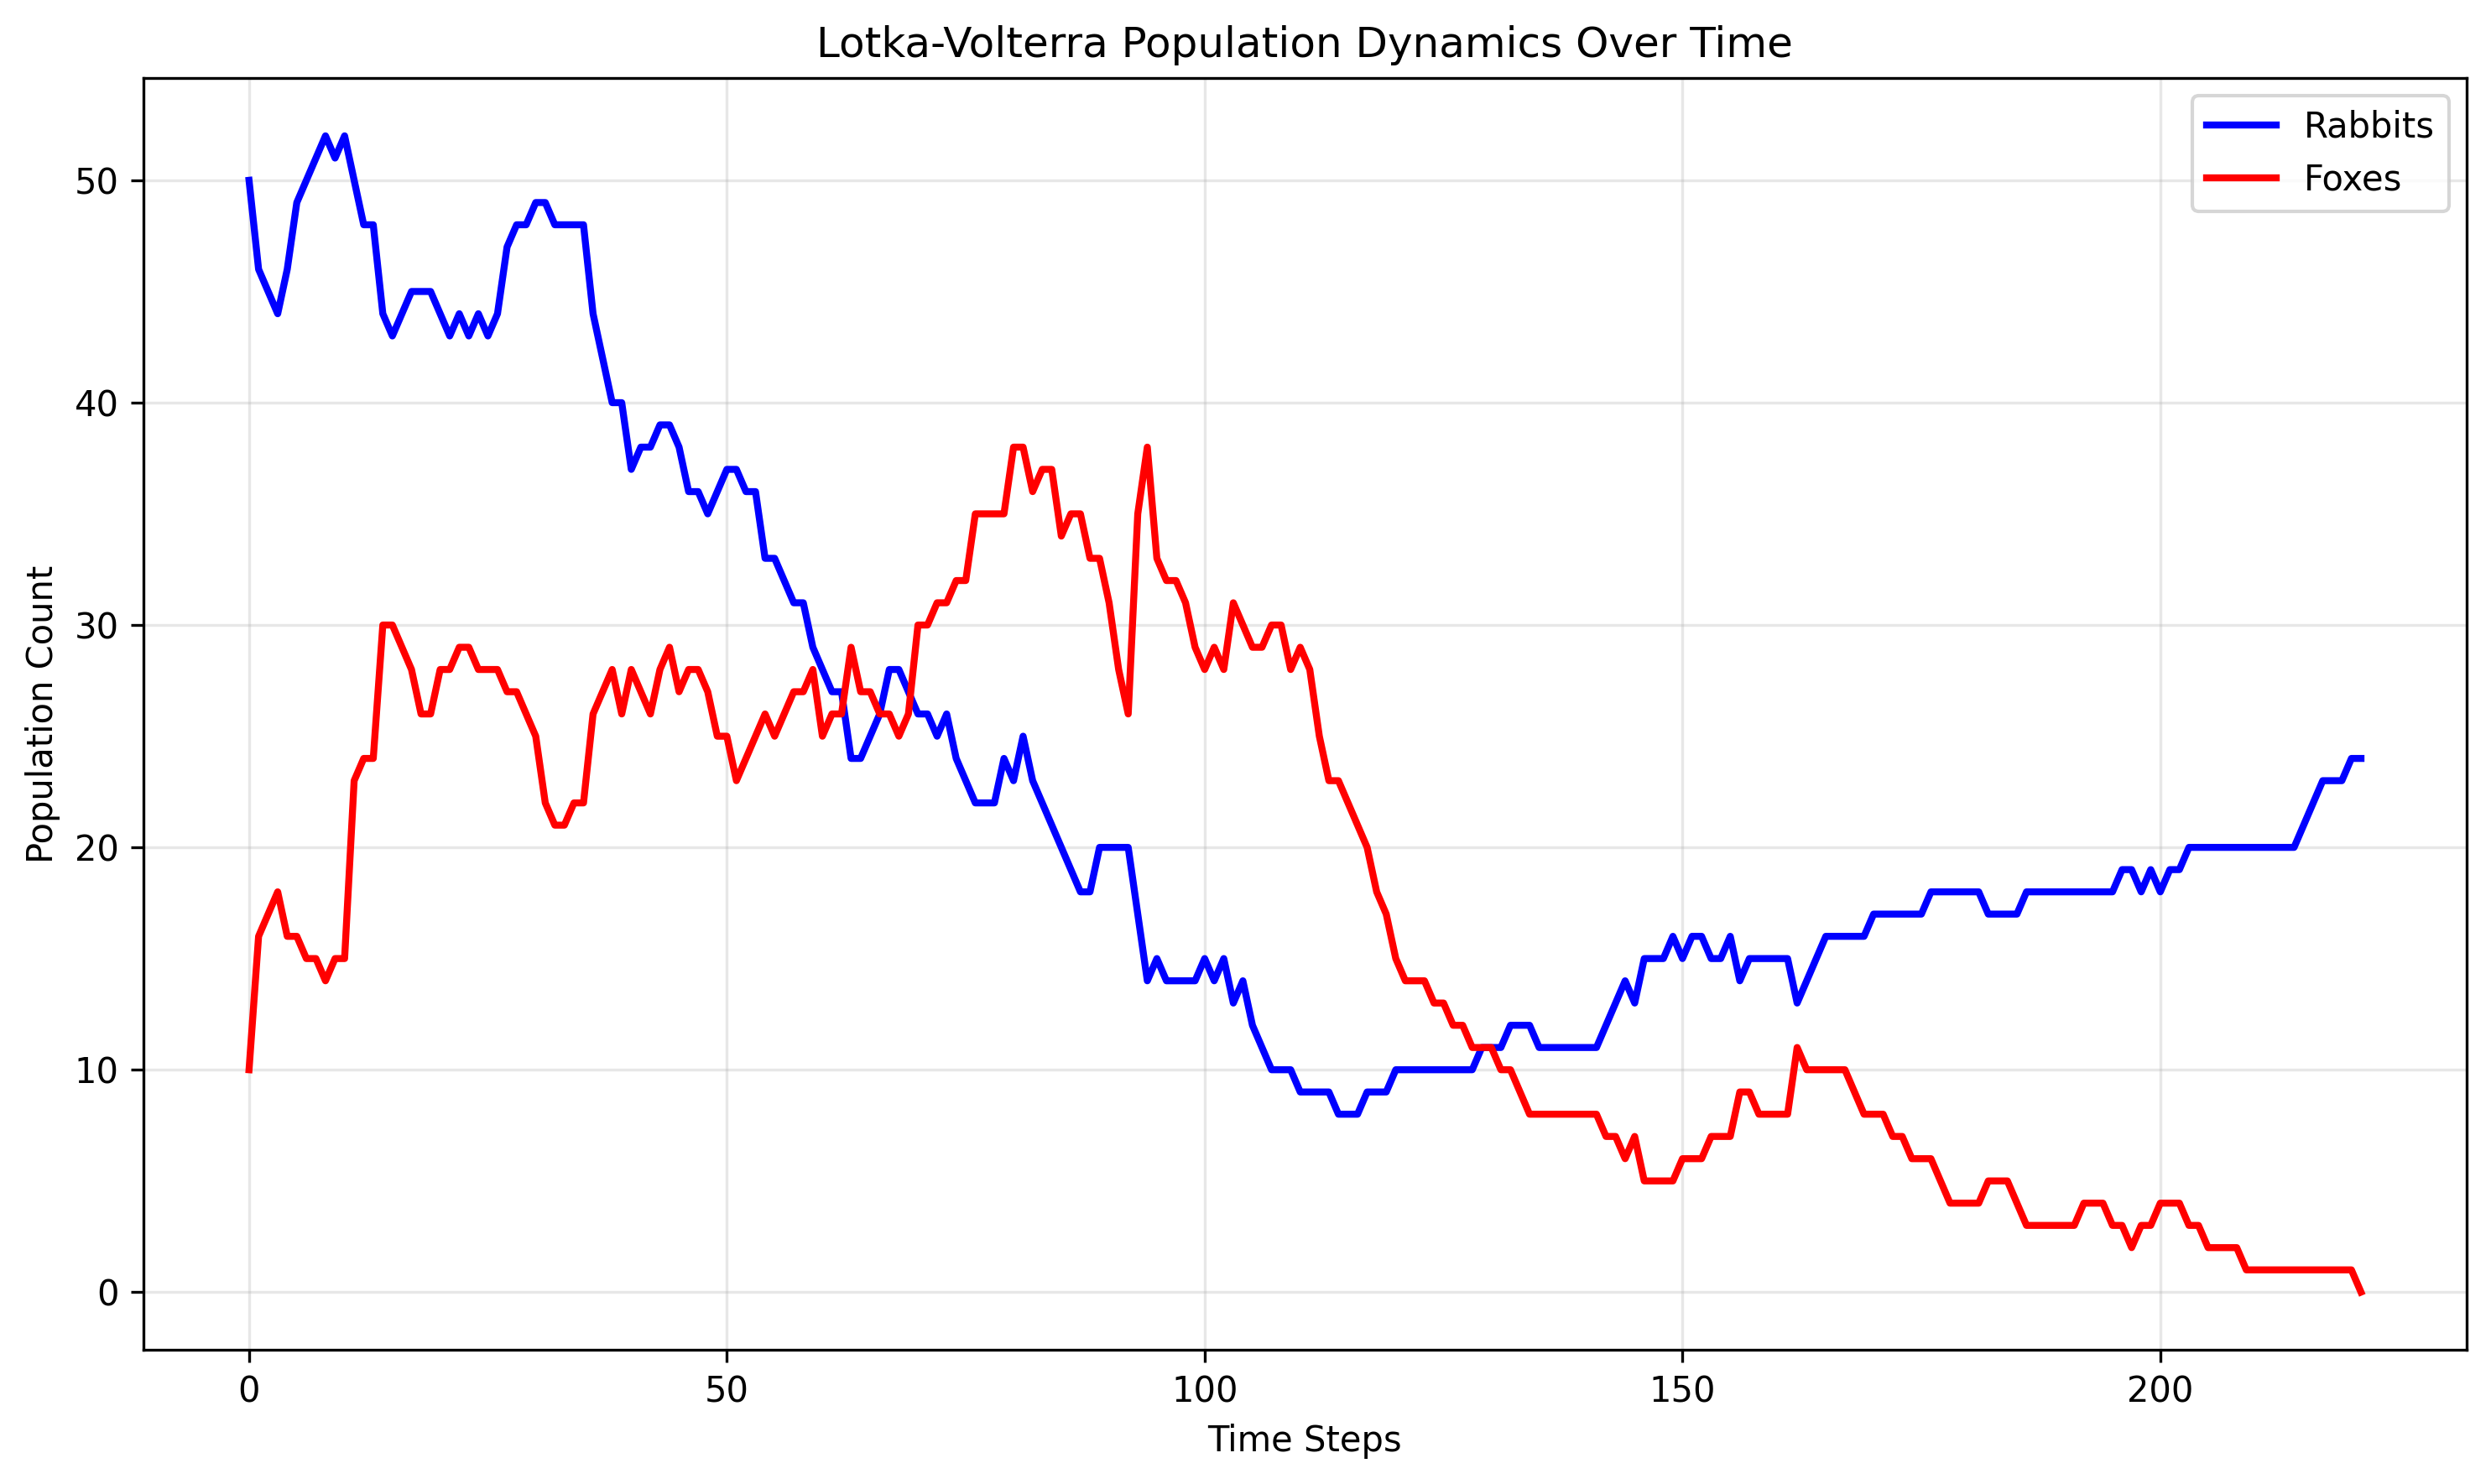 Lotka-Volterra Population Dynamics Over Time
Rabbits
Foxes
Population Count
50
40
30
20
10
0
0 50 100 150 200
Time Steps